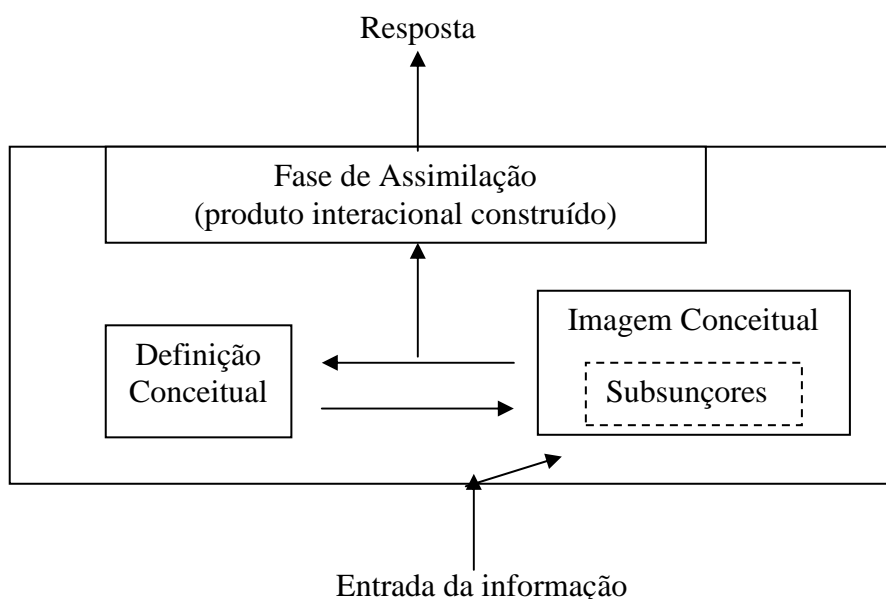 Resposta
Fase de Assimilação
(produto interacional construído)
Imagem Conceitual
Definição
Conceitual
Subsunçores
Entrada da informação